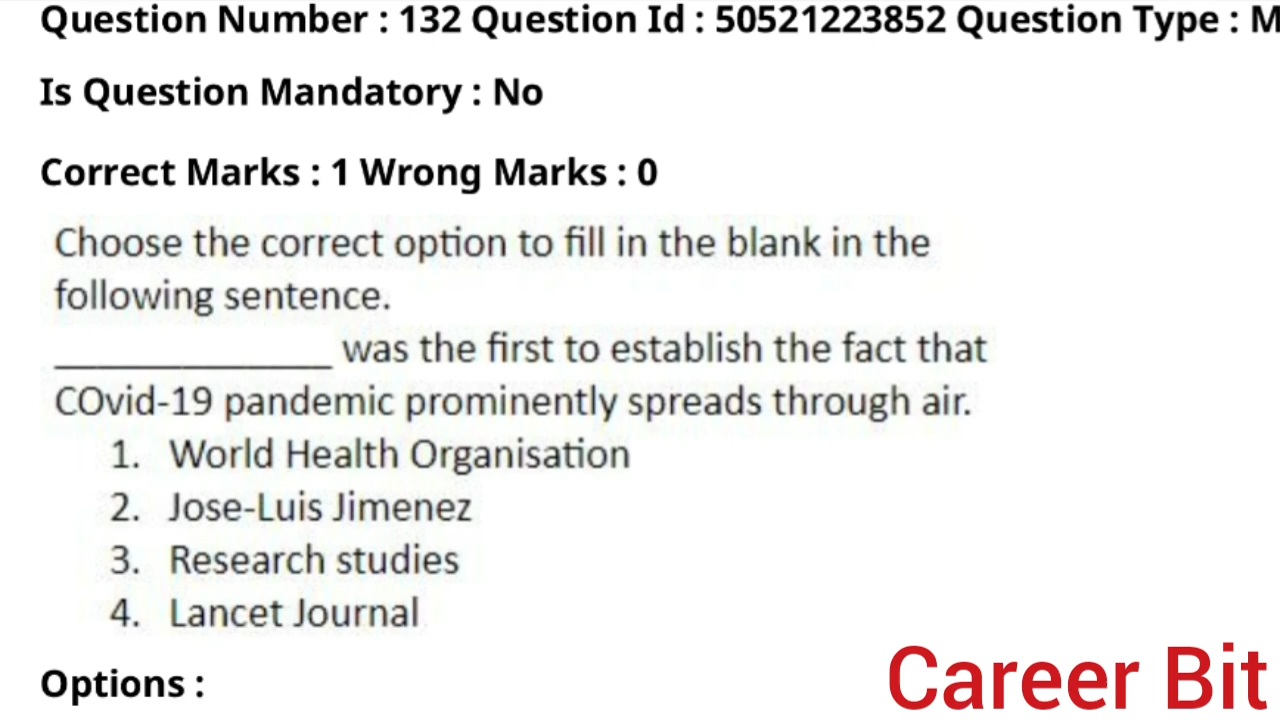 Question Number : 132 Question Id : 50521223852 Question Type : M
Is Question Mandatory : No
Correct Marks : 1 Wrong Marks : 0
Choose the correct option to fill in the blank in the
following sentence.
______________ was the first to establish the fact that
COvid-19 pandemic prominently spreads through air.
1. World Health Organisation
2. Jose-Luis Jimenez
3. Research studies
4. Lancet Journal
Options :
Career Bit